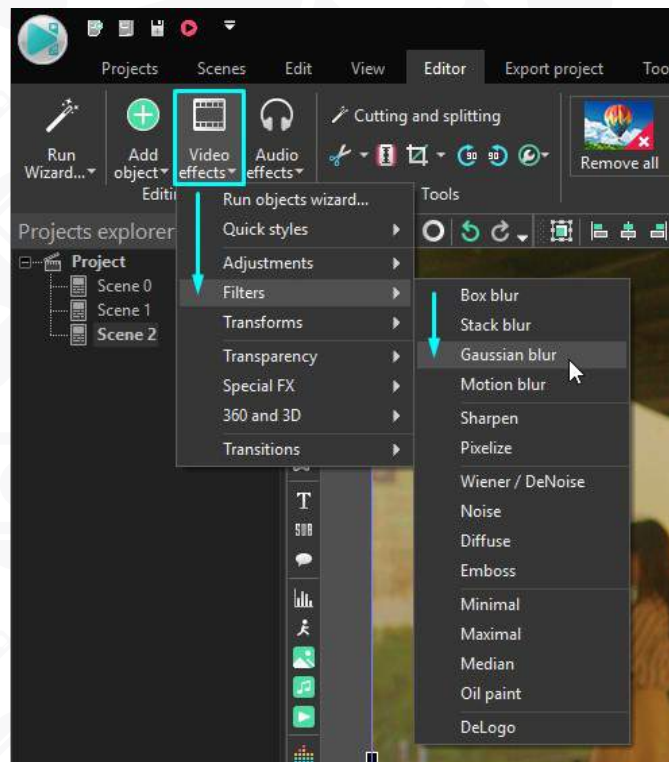 Projects Scenes Edit View Editor Export project Too
Cutting and splitting
90 90
Run Wizard...
Add object
Video effects
Audio effects
Remove all
Editi
Tools
Projects explorer
Project
Scene 0
Scene 1
Scene 2
Run objects wizard...
Quick styles
Adjustments
Filters
Transforms
Transparency
Special FX
360 and 3D
Transitions
Box blur
Stack blur
Gaussian blur
Motion blur
Sharpen
Pixelize
Wiener / DeNoise
Noise
Diffuse
Emboss
Minimal
Maximal
Median
Oil paint
DeLogo
T
SUB